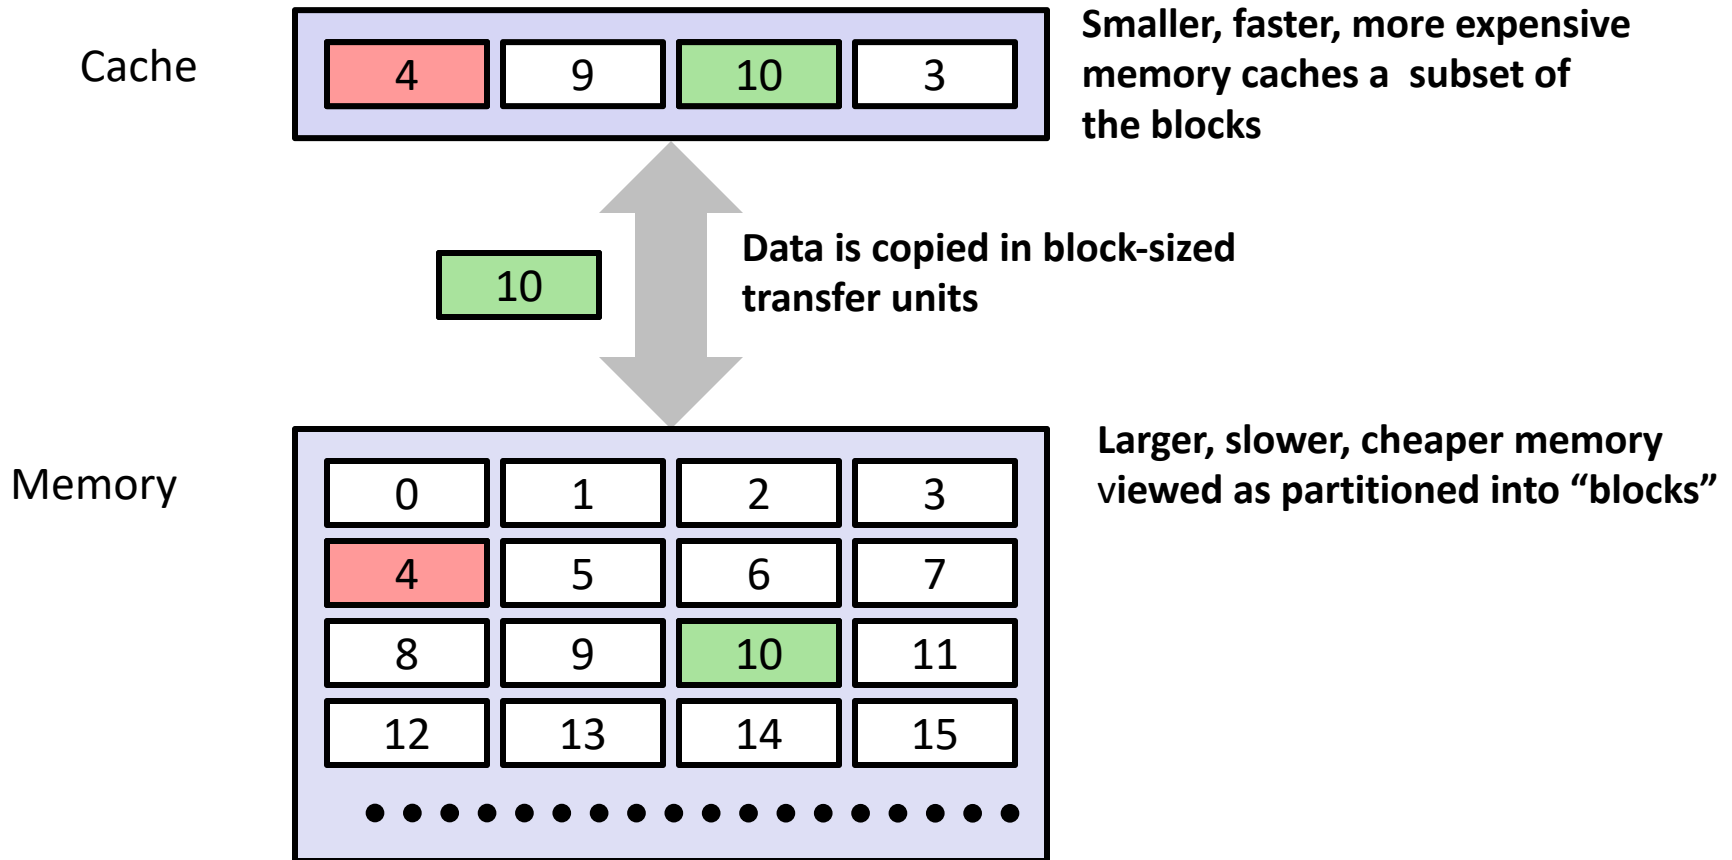 Cache
4 9 10 3
Smaller, faster, more expensive
memory caches a  subset of
the blocks
10
Data is copied in block-sized
transfer units
Memory
Larger, slower, cheaper memory
viewed as partitioned into “blocks”
0 1 2 3
4 5 6 7
8 9 10 11
12 13 14 15